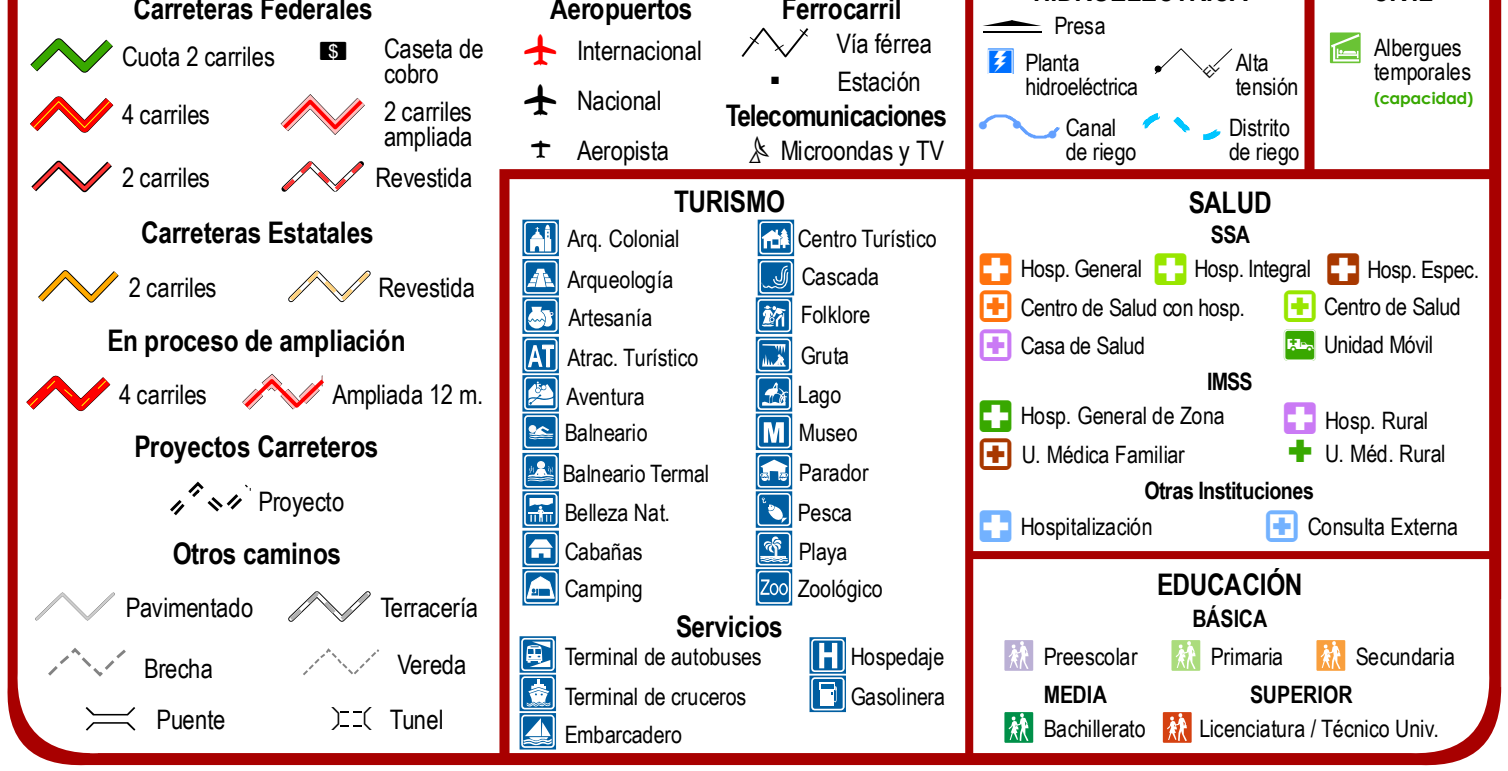 Carreteras Federales
Cuota 2 carriles
$
Caseta de
cobro
4 carriles
2 carriles
ampliada
2 carriles
Revestida
Carreteras Estatales
2 carriles
Revestida
En proceso de ampliación
4 carriles
Ampliada 12 m.
Proyectos Carreteros
Proyecto
Otros caminos
Pavimentado
Terracería
Brecha
Vereda
Puente
Tunel
Aeropuertos
Internacional
Nacional
Aeropista
Ferrocarril
Vía férrea
Estación
Telecomunicaciones
Microondas y TV
Presa
Planta
hidroeléctrica
Alta
tensión
Canal
de riego
Distrito
de riego
Albergues
temporales
(capacidad)
TURISMO
Arq. Colonial
Centro Turístico
Arqueología
Cascada
Artesanía
Folklore
AT Atrac. Turístico
Gruta
Aventura
Lago
Balneario
M Museo
Balneario Termal
Parador
Belleza Nat.
Pesca
Cabañas
Playa
Camping
Zoo Zoológico
Servicios
Terminal de autobuses
H Hospedaje
Terminal de cruceros
Gasolinera
Embarcadero
SALUD
SSA
Hosp. General
Hosp. Integral
Hosp. Espec.
Centro de Salud con hosp.
Centro de Salud
Casa de Salud
Unidad Móvil
IMSS
Hosp. General de Zona
Hosp. Rural
U. Médica Familiar
U. Méd. Rural
Otras Instituciones
Hospitalización
Consulta Externa
EDUCACIÓN
BÁSICA
Preescolar
Primaria
Secundaria
MEDIA
SUPERIOR
Bachillerato
Licenciatura / Técnico Univ.